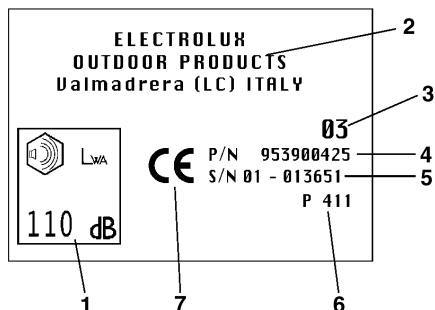 ELECTROLUX
OUTDOOR PRODUCTS
Valmadrera (LC) ITALY
2
3
03
P/N 953900425
4
S/N 01 - 013651
5
P 411
LWA
110 dB
CE
1
7
6